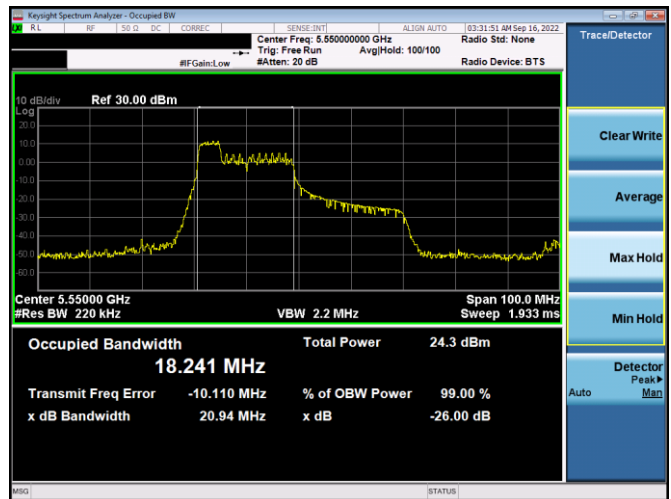 Keysight Spectrum Analyzer - Occupied BW
RL RF 50 Ω DC CORREC SENSE:INT ALIGN AUTO 03:31:51 AM Sep 16, 2022
Center Freq: 5.550000000 GHz Radio Std: None
Trig: Free Run Avg|Hold: 100/100
#IFGain:Low #Atten: 20 dB Radio Device: BTS
Trace/Detector
10 dB/div Ref 30.00 dBm
Log
20.0
10.0
0.00
-10.0
-20.0
-30.0
-40.0
-50.0
-60.0
Center 5.55000 GHz Span 100.0 MHz
#Res BW 220 kHz VBW 2.2 MHz Sweep 1.933 ms
Occupied Bandwidth Total Power 24.3 dBm
18.241 MHz
Transmit Freq Error -10.110 MHz % of OBW Power 99.00 %
x dB Bandwidth 20.94 MHz x dB -26.00 dB
Clear Write
Average
Max Hold
Min Hold
Detector
Peak▶
Auto Man
MSG STATUS